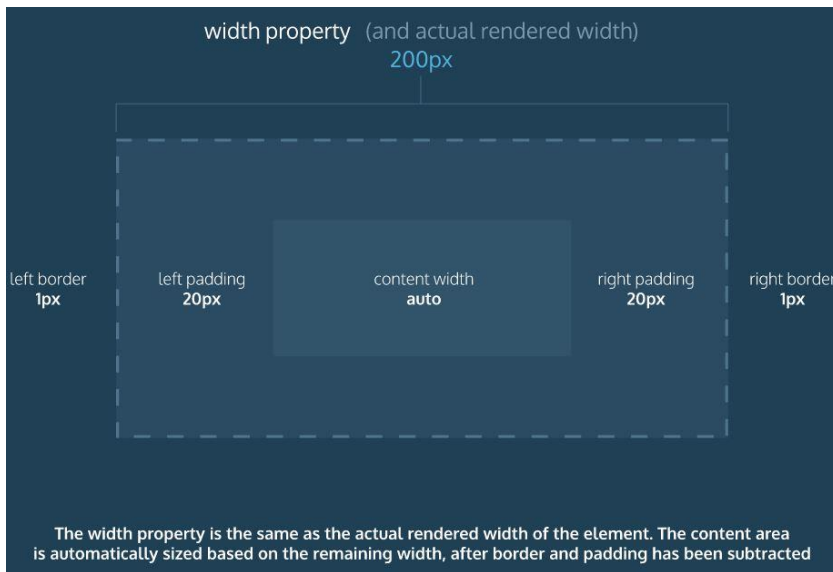 width property (and actual rendered width)
200px
left border
1px
left padding
20px
content width
auto
right padding
20px
right border
1px
The width property is the same as the actual rendered width of the element. The content area
is automatically sized based on the remaining width, after border and padding has been subtracted